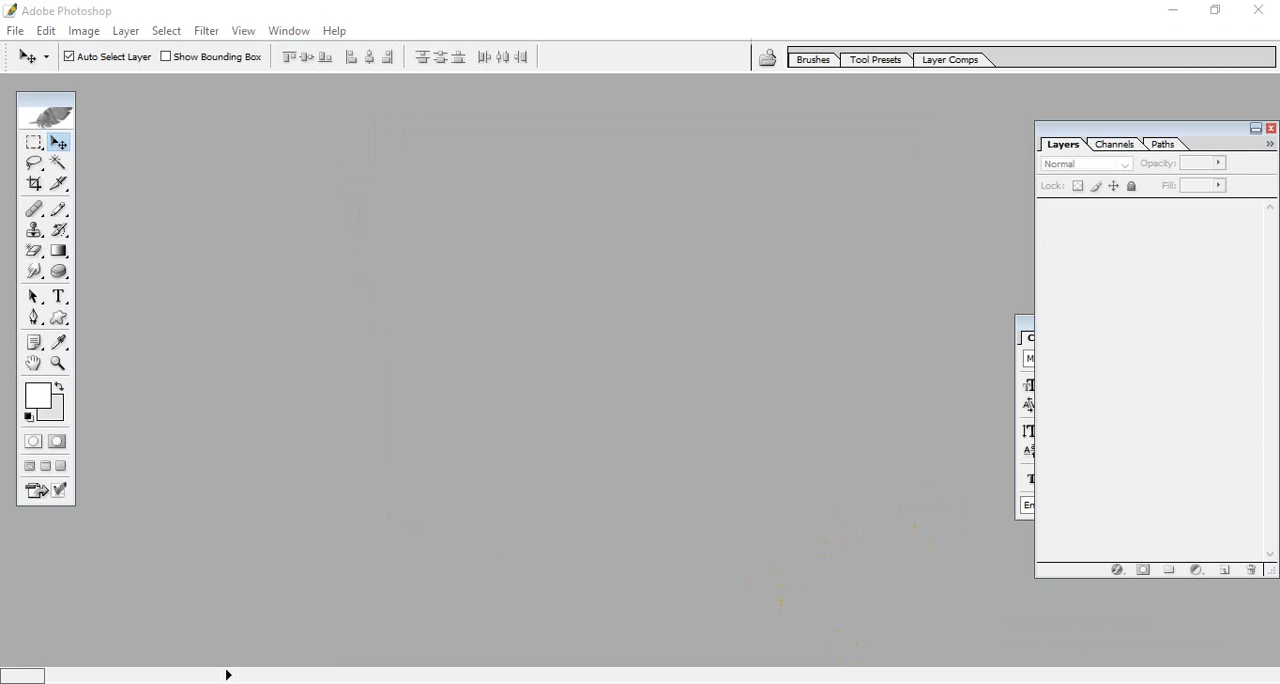 Adobe Photoshop
File Edit Image Layer Select Filter View Window Help
Auto Select Layer Show Bounding Box Brushes Tool Presets Layer Comps
Layers Channels Paths
Normal Opacity:
Lock: Fill: